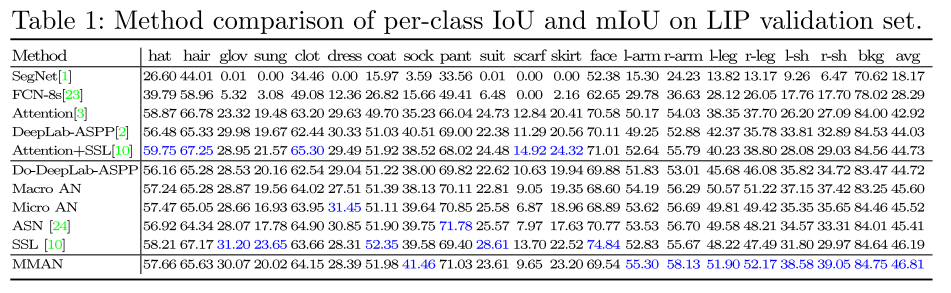 Table 1: Method comparison of per-class IoU and mIoU on LIP validation set.
Method hat hair glov sung clot dress coat sock pant suit scarf skirt face l-arm r-arm l-leg r-leg l-sh r-sh bkg avg
SegNet[1] 26.60 44.01 0.01 0.00 34.46 0.00 15.97 3.59 33.56 0.01 0.00 0.00 52.38 15.30 24.23 13.82 13.17 9.26 6.47 70.62 18.17
FCN-8s[23] 39.79 58.96 5.32 3.08 49.08 12.36 26.82 15.66 49.41 6.48 0.00 2.16 62.65 29.78 36.63 28.12 26.05 17.76 17.70 78.02 28.29
Attention[3] 58.87 66.78 23.32 19.48 63.20 29.63 49.70 35.23 66.04 24.73 12.84 20.41 70.58 50.17 54.03 38.35 37.70 26.20 27.09 84.00 42.92
DeepLab-ASPP[2] 56.48 65.33 29.98 19.67 62.44 30.33 51.03 40.51 69.00 22.38 11.29 20.56 70.11 49.25 52.88 42.37 35.78 33.81 32.89 84.53 44.03
Attention+SSL[10] 59.75 67.25 28.95 21.57 65.30 29.49 51.92 38.52 68.02 24.48 14.92 24.32 71.01 52.64 55.79 40.23 38.80 28.08 29.03 84.56 44.73
Do-DeepLab-ASPP 56.16 65.28 28.53 20.16 62.54 29.04 51.22 38.00 69.82 22.62 10.63 19.94 69.88 51.83 53.01 45.68 46.08 35.82 34.72 83.47 44.72
Macro AN 57.24 65.28 28.87 19.56 64.02 27.51 51.39 38.13 70.11 22.81 9.05 19.35 68.60 54.19 56.29 50.57 51.22 37.15 37.42 83.25 45.60
Micro AN 57.47 65.05 28.66 16.93 63.95 31.45 51.11 39.64 70.85 25.58 6.87 18.96 68.89 53.62 56.69 49.81 49.42 35.35 35.65 84.46 45.52
ASN [24] 56.92 64.34 28.07 17.78 64.90 30.85 51.90 39.75 71.78 25.57 7.97 17.63 70.77 53.53 56.70 49.58 48.21 34.57 33.31 84.01 45.41
SSL [10] 58.21 67.17 31.20 23.65 63.66 28.31 52.35 39.58 69.40 28.61 13.70 22.52 74.84 52.83 55.67 48.22 47.49 31.80 29.97 84.64 46.19
MMAN 57.66 65.63 30.07 20.02 64.15 28.39 51.98 41.46 71.03 23.61 9.65 23.20 69.54 55.30 58.13 51.90 52.17 38.58 39.05 84.75 46.81